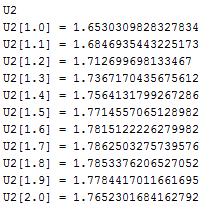 U2
U2[1.0] = 1.6530309828327834
U2[1.1] = 1.6846935443225173
U2[1.2] = 1.712699698133467
U2[1.3] = 1.7367170435675612
U2[1.4] = 1.7564131799267286
U2[1.5] = 1.7714557065128982
U2[1.6] = 1.7815122226279982
U2[1.7] = 1.7862503275739576
U2[1.8] = 1.7853376206527052
U2[1.9] = 1.7784417011661695
U2[2.0] = 1.7652301684162792